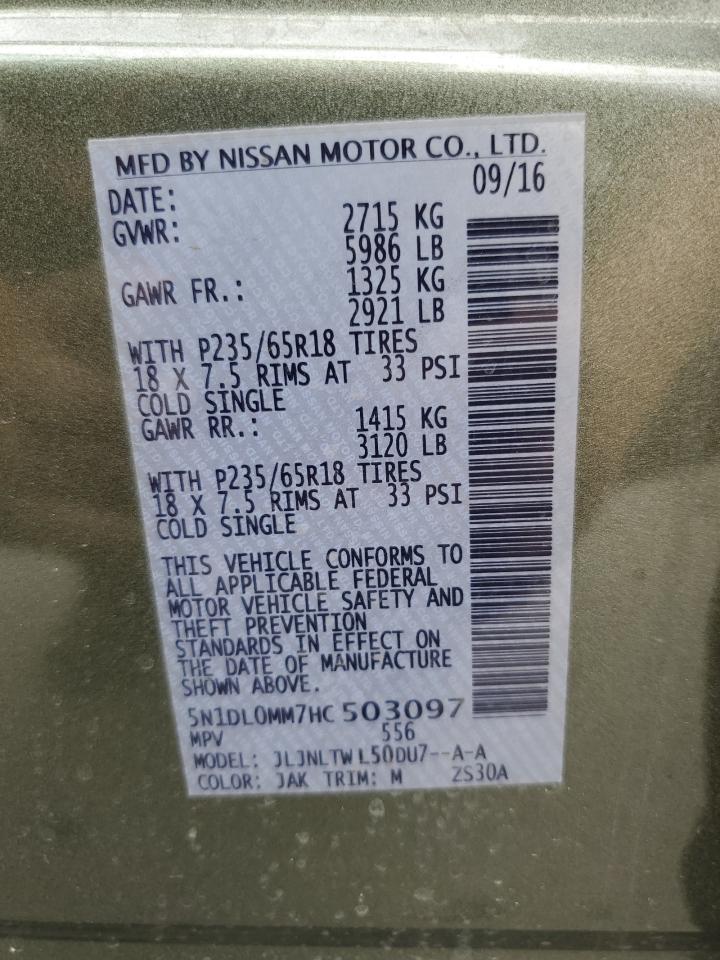 MFD BY NISSAN MOTOR CO., LTD.
DATE: 09/16
GVWR: 2715 KG
5986 LB
GAWR FR.: 1325 KG
2921 LB
WITH P235/65R18 TIRES
18 X 7.5 RIMS AT 33 PSI
COLD SINGLE
GAWR RR.: 1415 KG
3120 LB
WITH P235/65R18 TIRES
18 X 7.5 RIMS AT 33 PSI
COLD SINGLE
THIS VEHICLE CONFORMS TO
ALL APPLICABLE FEDERAL
MOTOR VEHICLE SAFETY AND
THEFT PREVENTION
STANDARDS IN EFFECT ON
THE DATE OF MANUFACTURE
SHOWN ABOVE.
5N1DL0MM7HC 503097
MPV 556
MODEL: JLJNLTW L50DU7--A-A
COLOR: JAK TRIM: M ZS30A